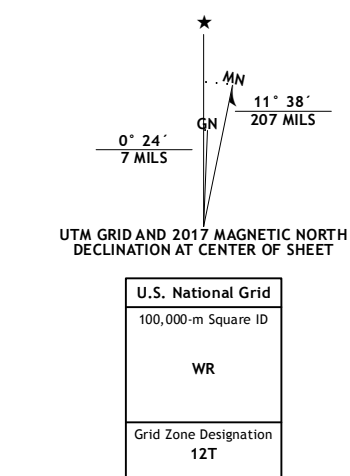 ★
MN
GN
11° 38´
207 MILS
0° 24´
7 MILS
UTM GRID AND 2017 MAGNETIC NORTH
DECLINATION AT CENTER OF SHEET
U.S. National Grid
100,000-m Square ID
WR
Grid Zone Designation
12T